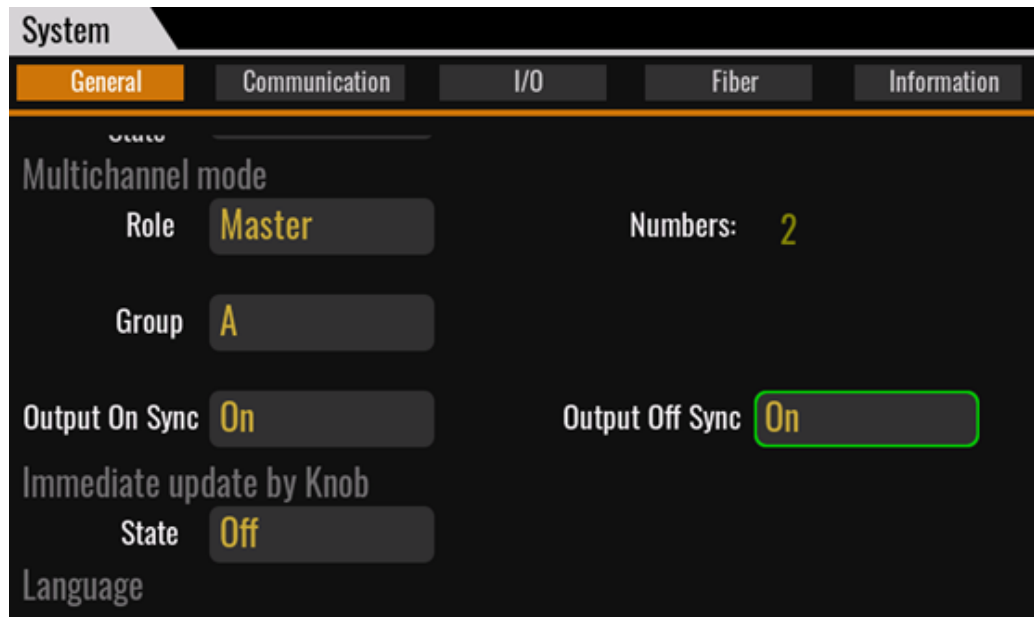 System
General Communication I/O Fiber Information
Multichannel mode
Role Master Numbers: 2
Group A
Output On Sync On Output Off Sync On
Immediate update by Knob
State Off
Language